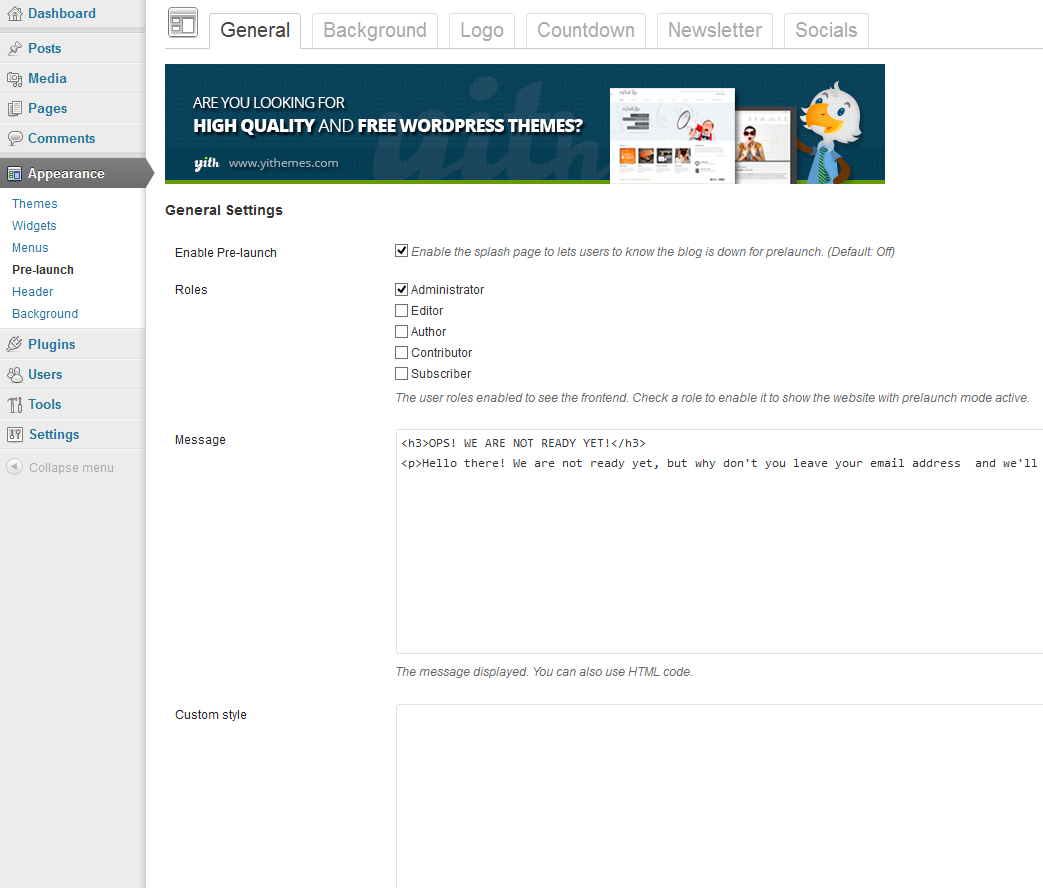 Dashboard
Posts
Media
Pages
Comments
Appearance
Themes
Widgets
Menus
Pre-launch
Header
Background
Plugins
Users
Tools
Settings
Collapse menu
General
Background
Logo
Countdown
Newsletter
Socials
ARE YOU LOOKING FOR
HIGH QUALITY AND FREE WORDPRESS THEMES?
yith www.yithemes.com
General Settings
Enable Pre-launch
Enable the splash page to lets users to know the blog is down for prelaunch. (Default: Off)
Roles
Administrator
Editor
Author
Contributor
Subscriber
The user roles enabled to see the frontend. Check a role to enable it to show the website with prelaunch mode active.
Message
<h3>OPS! WE ARE NOT READY YET!</h3>
<p>Hello there! We are not ready yet, but why don't you leave your email address  and we'll
The message displayed. You can also use HTML code.
Custom style